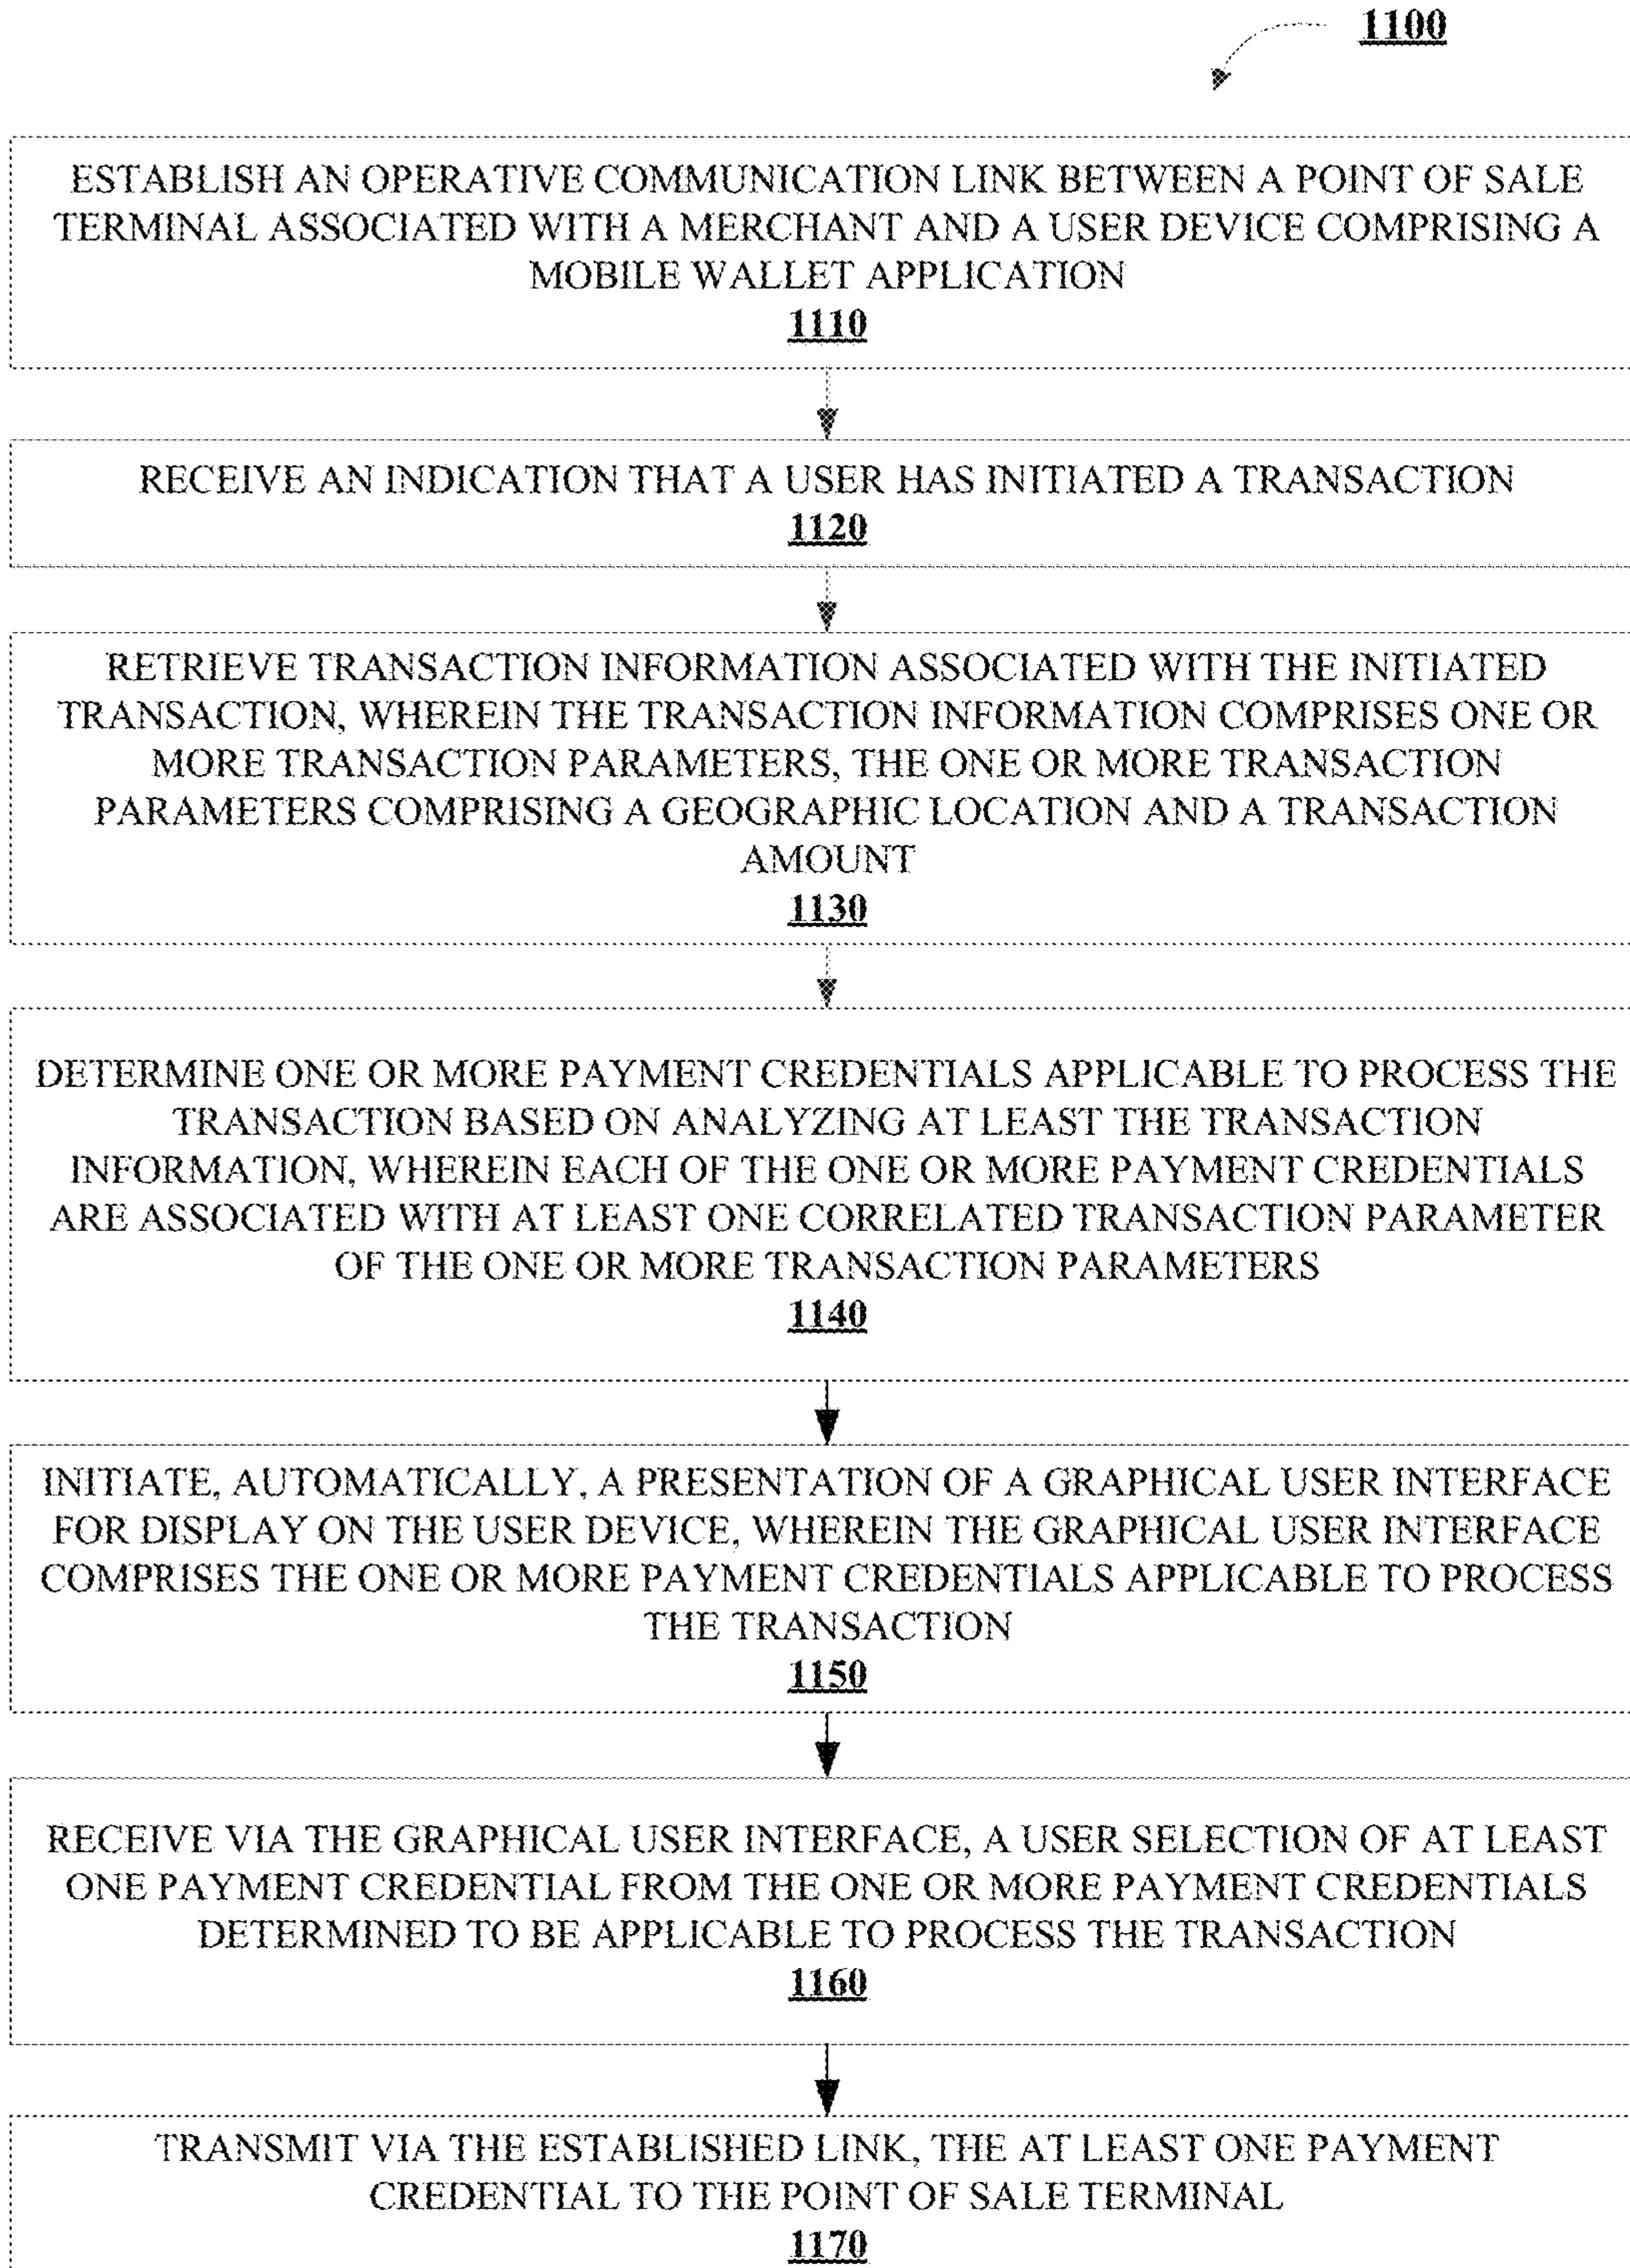 1100
ESTABLISH AN OPERATIVE COMMUNICATION LINK BETWEEN A POINT OF SALE
TERMINAL ASSOCIATED WITH A MERCHANT AND A USER DEVICE COMPRISING A
MOBILE WALLET APPLICATION
1110
RECEIVE AN INDICATION THAT A USER HAS INITIATED A TRANSACTION
1120
RETRIEVE TRANSACTION INFORMATION ASSOCIATED WITH THE INITIATED
TRANSACTION, WHEREIN THE TRANSACTION INFORMATION COMPRISES ONE OR
MORE TRANSACTION PARAMETERS, THE ONE OR MORE TRANSACTION
PARAMETERS COMPRISING A GEOGRAPHIC LOCATION AND A TRANSACTION
AMOUNT
1130
DETERMINE ONE OR MORE PAYMENT CREDENTIALS APPLICABLE TO PROCESS THE
TRANSACTION BASED ON ANALYZING AT LEAST THE TRANSACTION
INFORMATION, WHEREIN EACH OF THE ONE OR MORE PAYMENT CREDENTIALS
ARE ASSOCIATED WITH AT LEAST ONE CORRELATED TRANSACTION PARAMETER
OF THE ONE OR MORE TRANSACTION PARAMETERS
1140
INITIATE, AUTOMATICALLY, A PRESENTATION OF A GRAPHICAL USER INTERFACE
FOR DISPLAY ON THE USER DEVICE, WHEREIN THE GRAPHICAL USER INTERFACE
COMPRISES THE ONE OR MORE PAYMENT CREDENTIALS APPLICABLE TO PROCESS
THE TRANSACTION
1150
RECEIVE VIA THE GRAPHICAL USER INTERFACE, A USER SELECTION OF AT LEAST
ONE PAYMENT CREDENTIAL FROM THE ONE OR MORE PAYMENT CREDENTIALS
DETERMINED TO BE APPLICABLE TO PROCESS THE TRANSACTION
1160
TRANSMIT VIA THE ESTABLISHED LINK, THE AT LEAST ONE PAYMENT
CREDENTIAL TO THE POINT OF SALE TERMINAL
1170